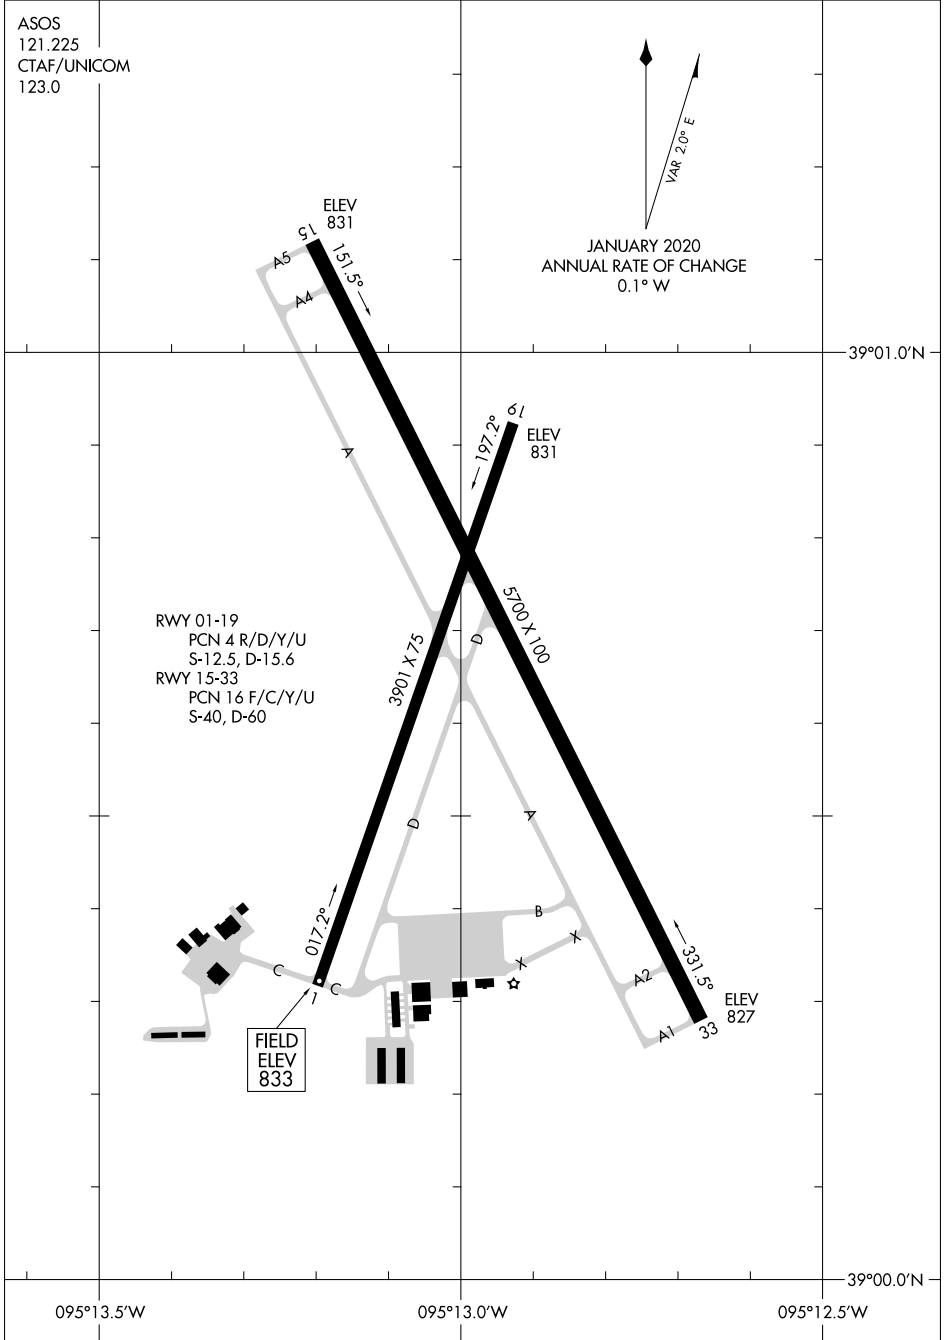 ASOS
121.225
CTAF/UNICOM
123.0
VAR 2.0° E
JANUARY 2020
ANNUAL RATE OF CHANGE
0.1° W
ELEV
831
15
151.5°
A5
A4
39°01.0'N
19
197.2°
ELEV
831
A
5700 X 100
3901 X 75
D
RWY 01-19
PCN 4 R/D/Y/U
S-12.5, D-15.6
RWY 15-33
PCN 16 F/C/Y/U
S-40, D-60
A
D
B
X
X
017.2°
C
C
1
331.5°
A2
A1
33
ELEV
827
FIELD
ELEV
833
39°00.0'N
095°13.5'W
095°13.0'W
095°12.5'W